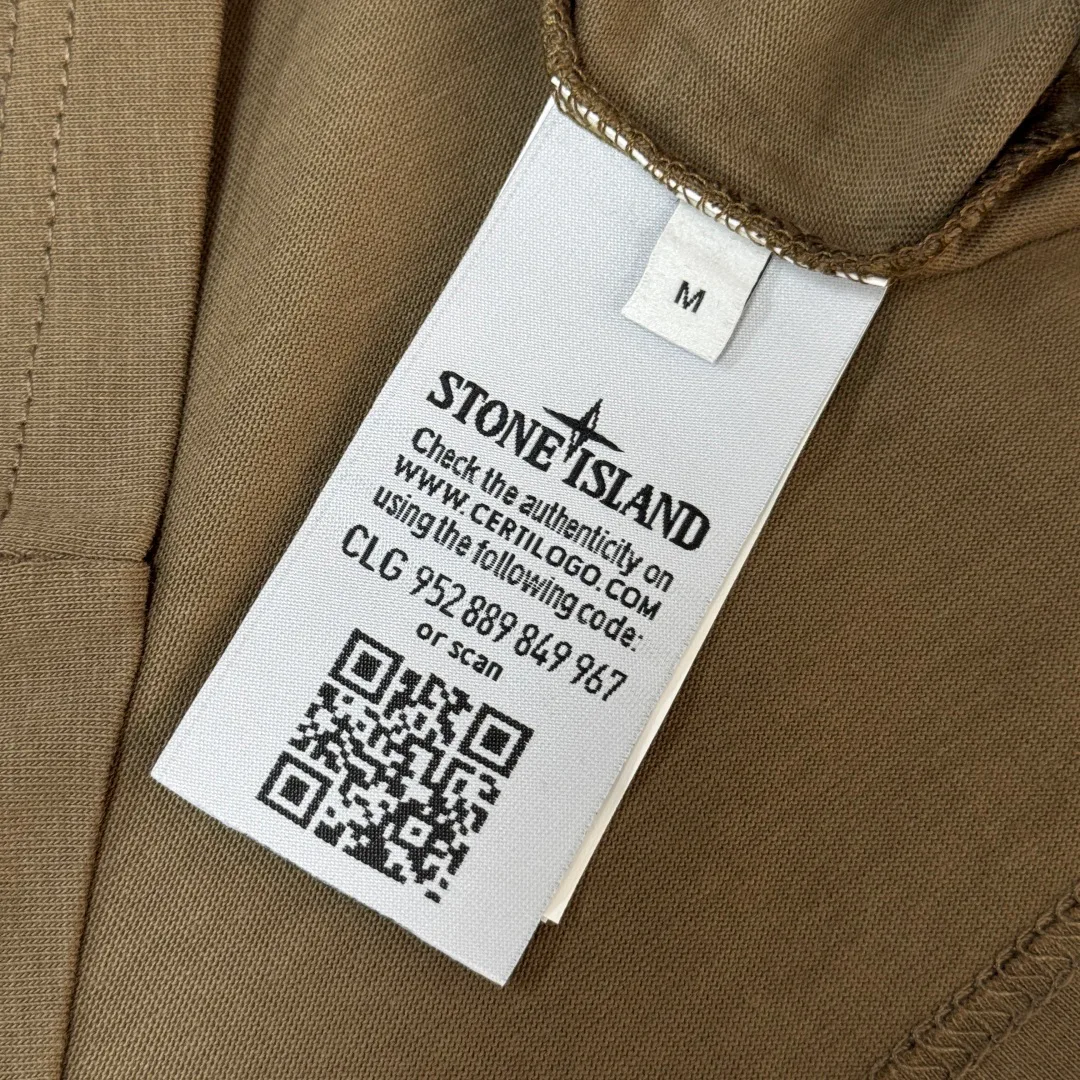 M
STONE ISLAND
Check the authenticity on
WWW.CERTILOGO.COM
using the following code:
CLG 952 889 849 967
or scan